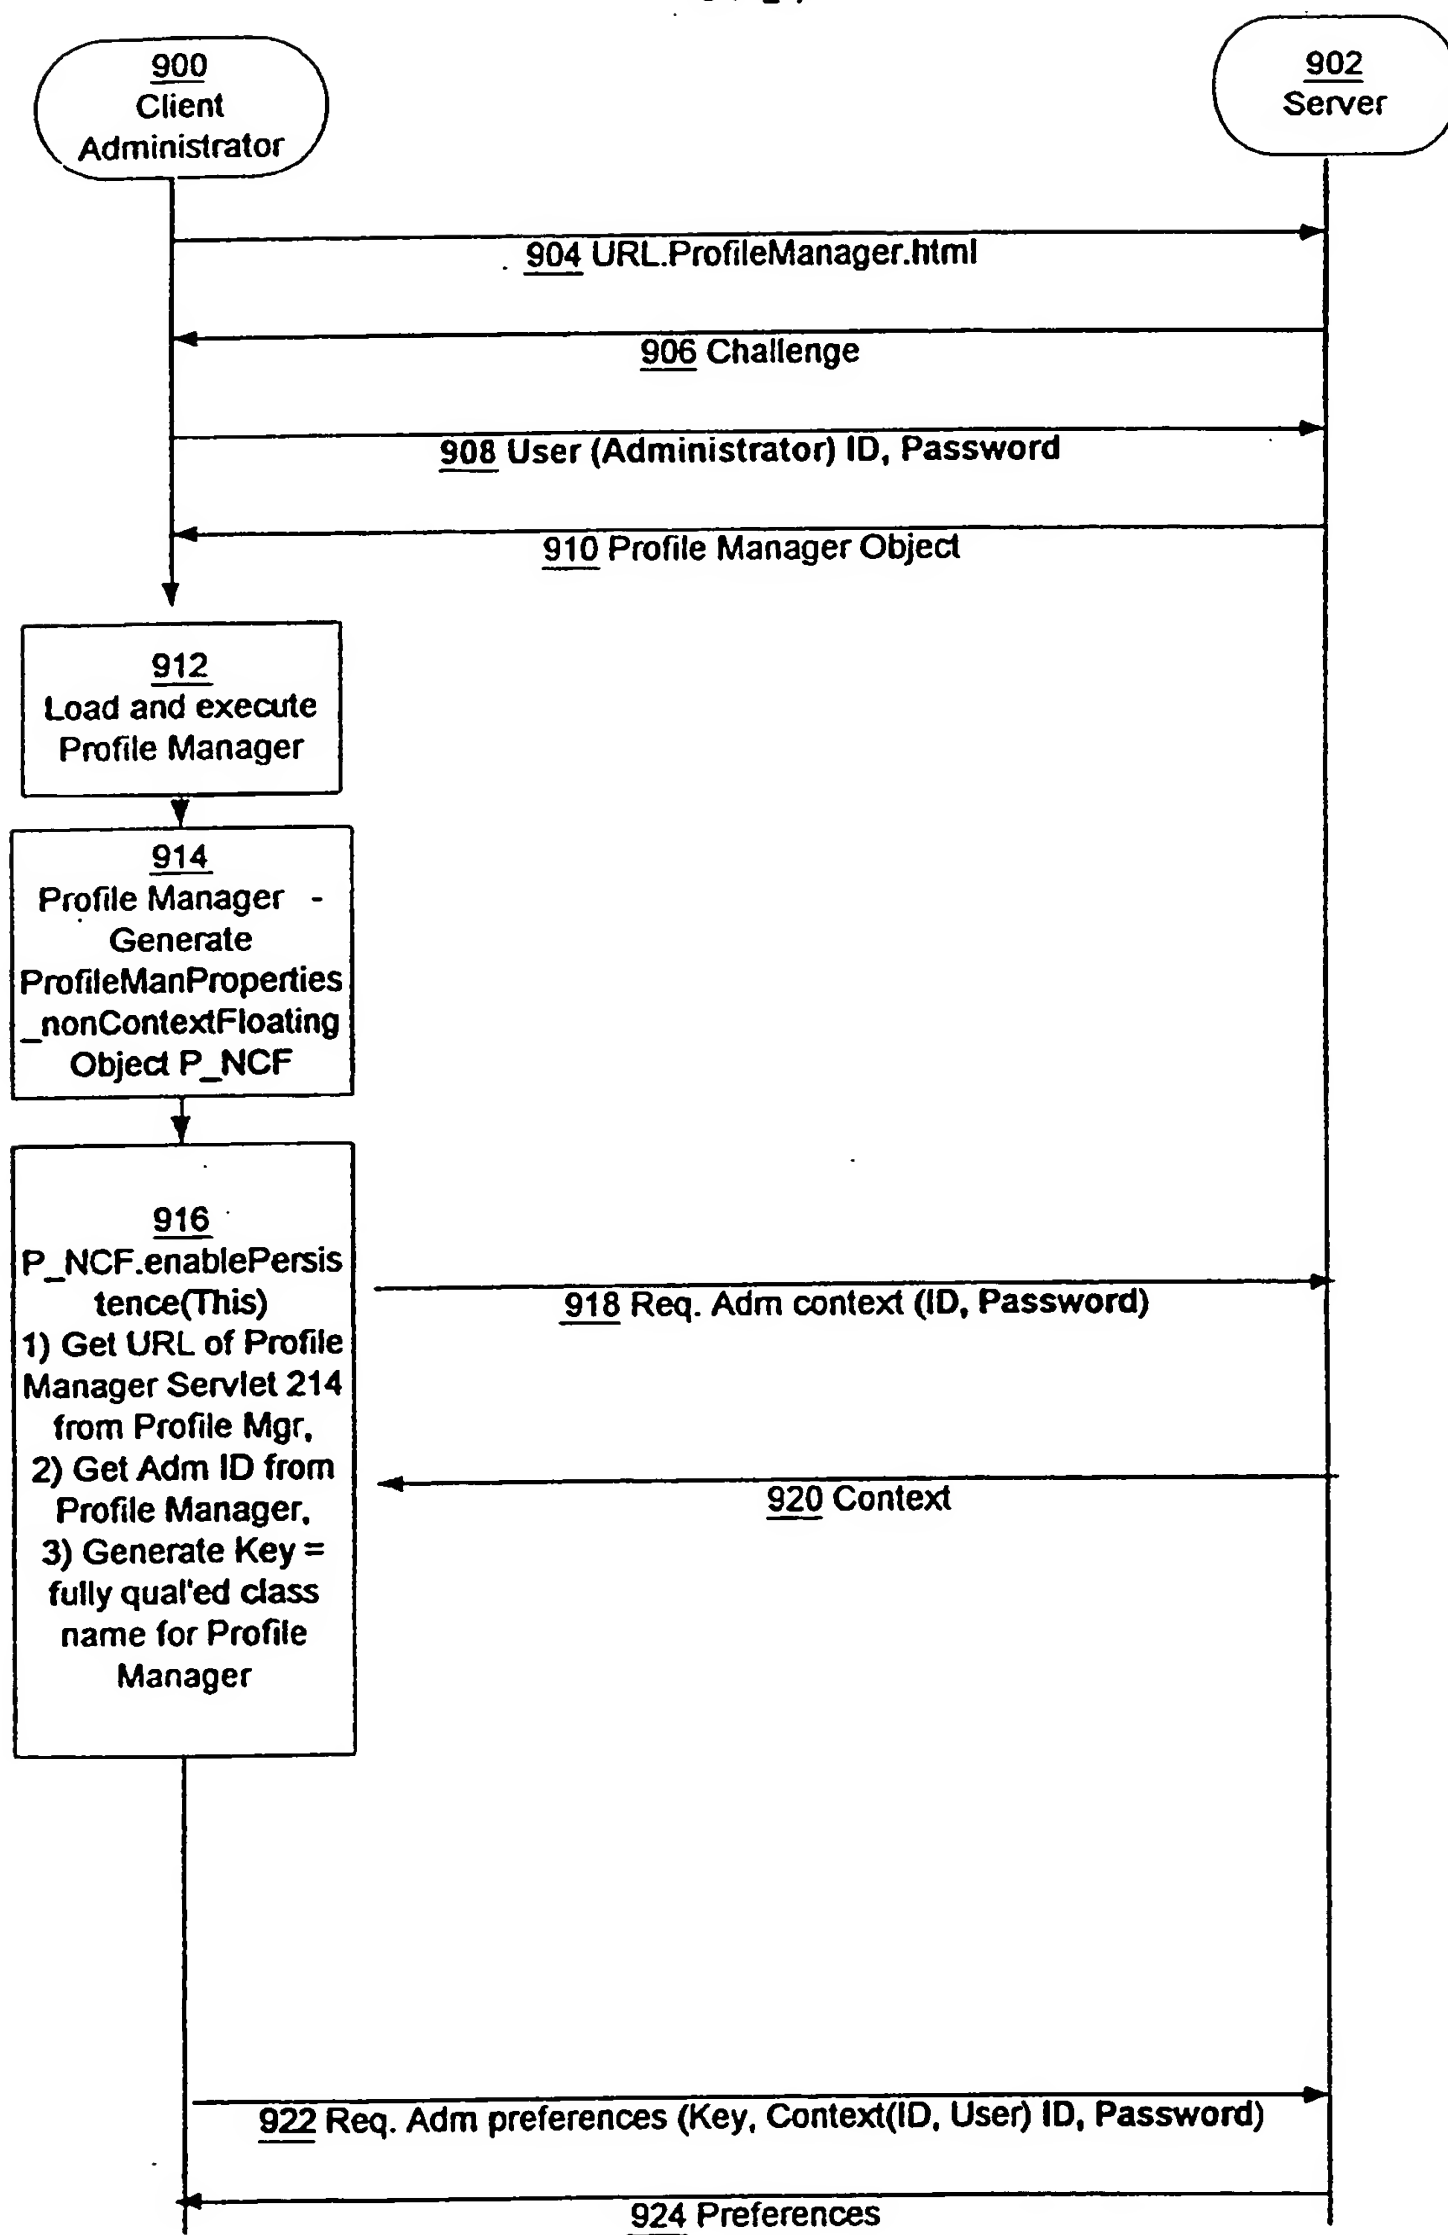 900
Client
Administrator
902
Server
904 URL.ProfileManager.html
906 Challenge
908 User (Administrator) ID, Password
910 Profile Manager Object
912
Load and execute
Profile Manager
914
Profile Manager -
Generate
ProfileManProperties
_nonContextFloating
Object P_NCF
916
P_NCF.enablePersis
tence(This)
1) Get URL of Profile
Manager Servlet 214
from Profile Mgr,
2) Get Adm ID from
Profile Manager,
3) Generate Key =
fully qual'ed class
name for Profile
Manager
918 Req. Adm context (ID, Password)
920 Context
922 Req. Adm preferences (Key, Context(ID, User) ID, Password)
924 Preferences